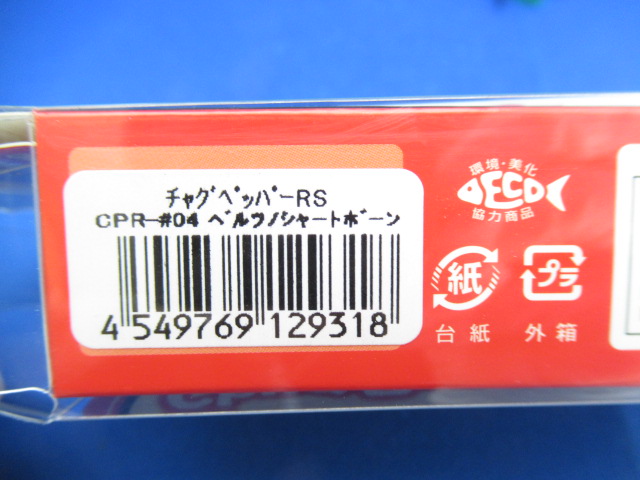 チャグペッパーRS
CPR-#04 ベルツノシャートボーン
4 549769 129318
環境・美化
ECO
協力商品
紙
プラ
台紙
外箱